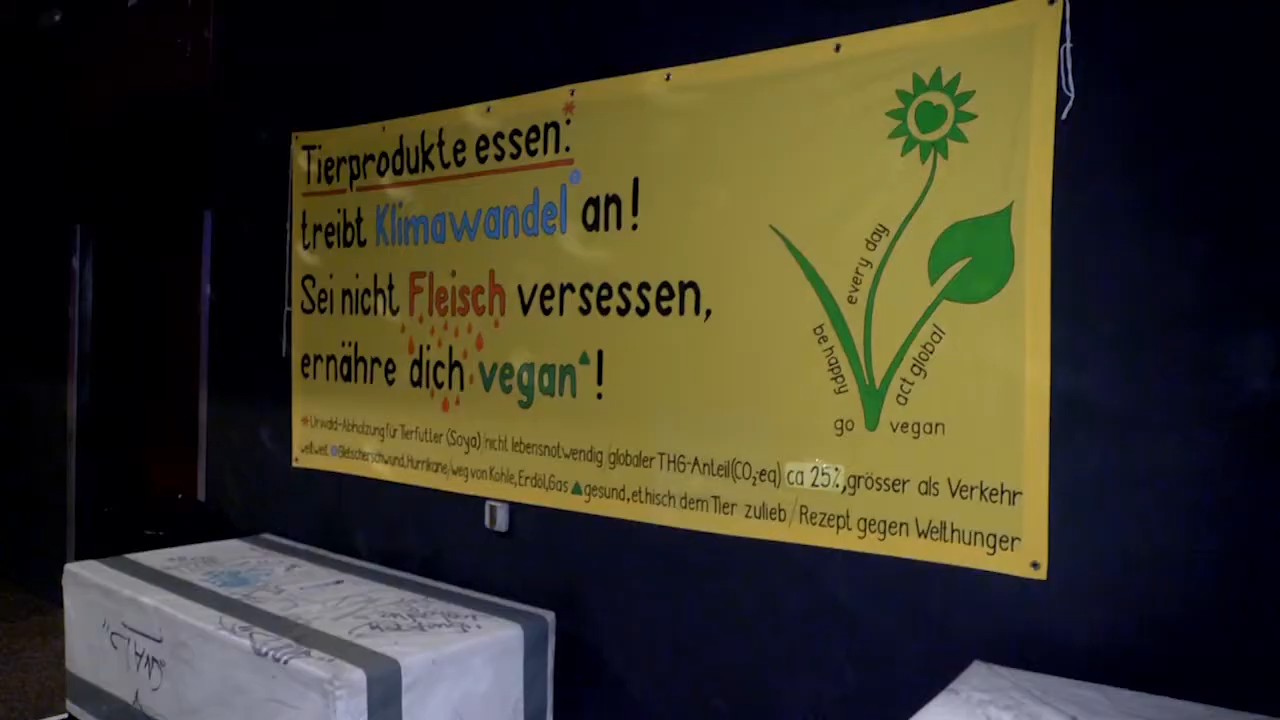 Tierprodukte essen:*
treibt Klimawandel an!
Sei nicht Fleisch versessen,
ernähre dich vegan▲!
*Urwald-Abholzung für Tierfutter (Soya)/nicht lebensnotwendig/globaler THG-Anteil(CO₂-eq) ca 25%, grösser als Verkehr
weltweit Gletscherschwund, Hurrikane/weg von Kohle, Erdöl, Gas ▲gesund, ethisch dem Tier zulieb/Rezept gegen Welthunger
every day
be happy
act global
go vegan